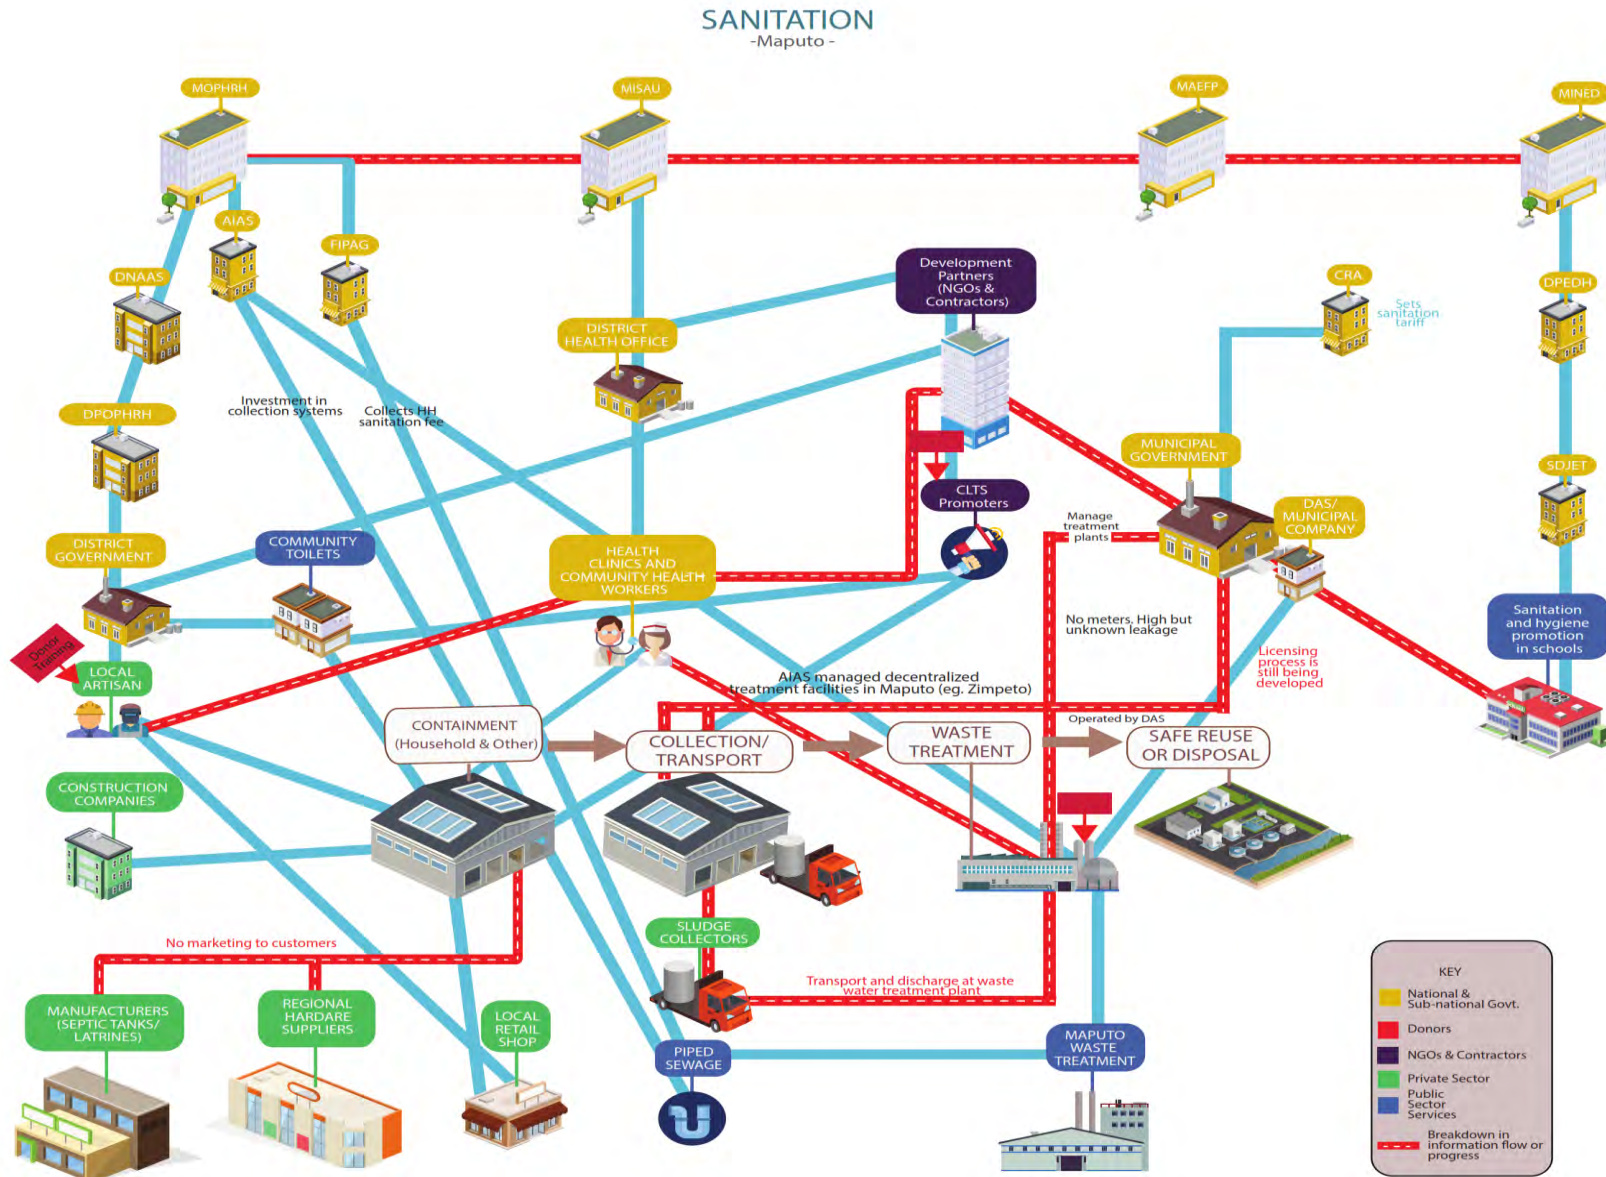 SANITATION
-Maputo -
MOPHRH
MISAU
MAEFP
MINED
AIAS
FIPAG
DNAAS
Development
Partners
(NGOs &
Contractors)
CRA
Sets
sanitation
tariff
DPEDH
DISTRICT
HEALTH OFFICE
Investment in
collection systems
Collects HH
sanitation fee
DPOPHRH
MUNICIPAL
GOVERNMENT
SDJET
CLTS
Promoters
DAS/
MUNICIPAL
COMPANY
Manage
treatment
plants
DISTRICT
GOVERNMENT
COMMUNITY
TOILETS
HEALTH
CLINICS AND
COMMUNITY HEALTH
WORKERS
Sanitation
and hygiene
promotion
in schools
No meters. High but
unknown leakage
Donor
Training
LOCAL
ARTISAN
Licensing
process is
still being
developed
AIAS managed decentralized
treatment facilities in Maputo (eg. Zimpeto)
CONTAINMENT
(Household & Other)
COLLECTION/
TRANSPORT
WASTE
TREATMENT
Operated by DAS
SAFE REUSE
OR DISPOSAL
CONSTRUCTION
COMPANIES
No marketing to customers
SLUDGE
COLLECTORS
Transport and discharge at waste
water treatment plant
MANUFACTURERS
(SEPTIC TANKS/
LATRINES)
REGIONAL
HARDARE
SUPPLIERS
LOCAL
RETAIL
SHOP
PIPED
SEWAGE
MAPUTO
WASTE
TREATMENT
KEY
National &
Sub-national Govt.
Donors
NGOs & Contractors
Private Sector
Public
Sector
Services
Breakdown in
information flow or
progress